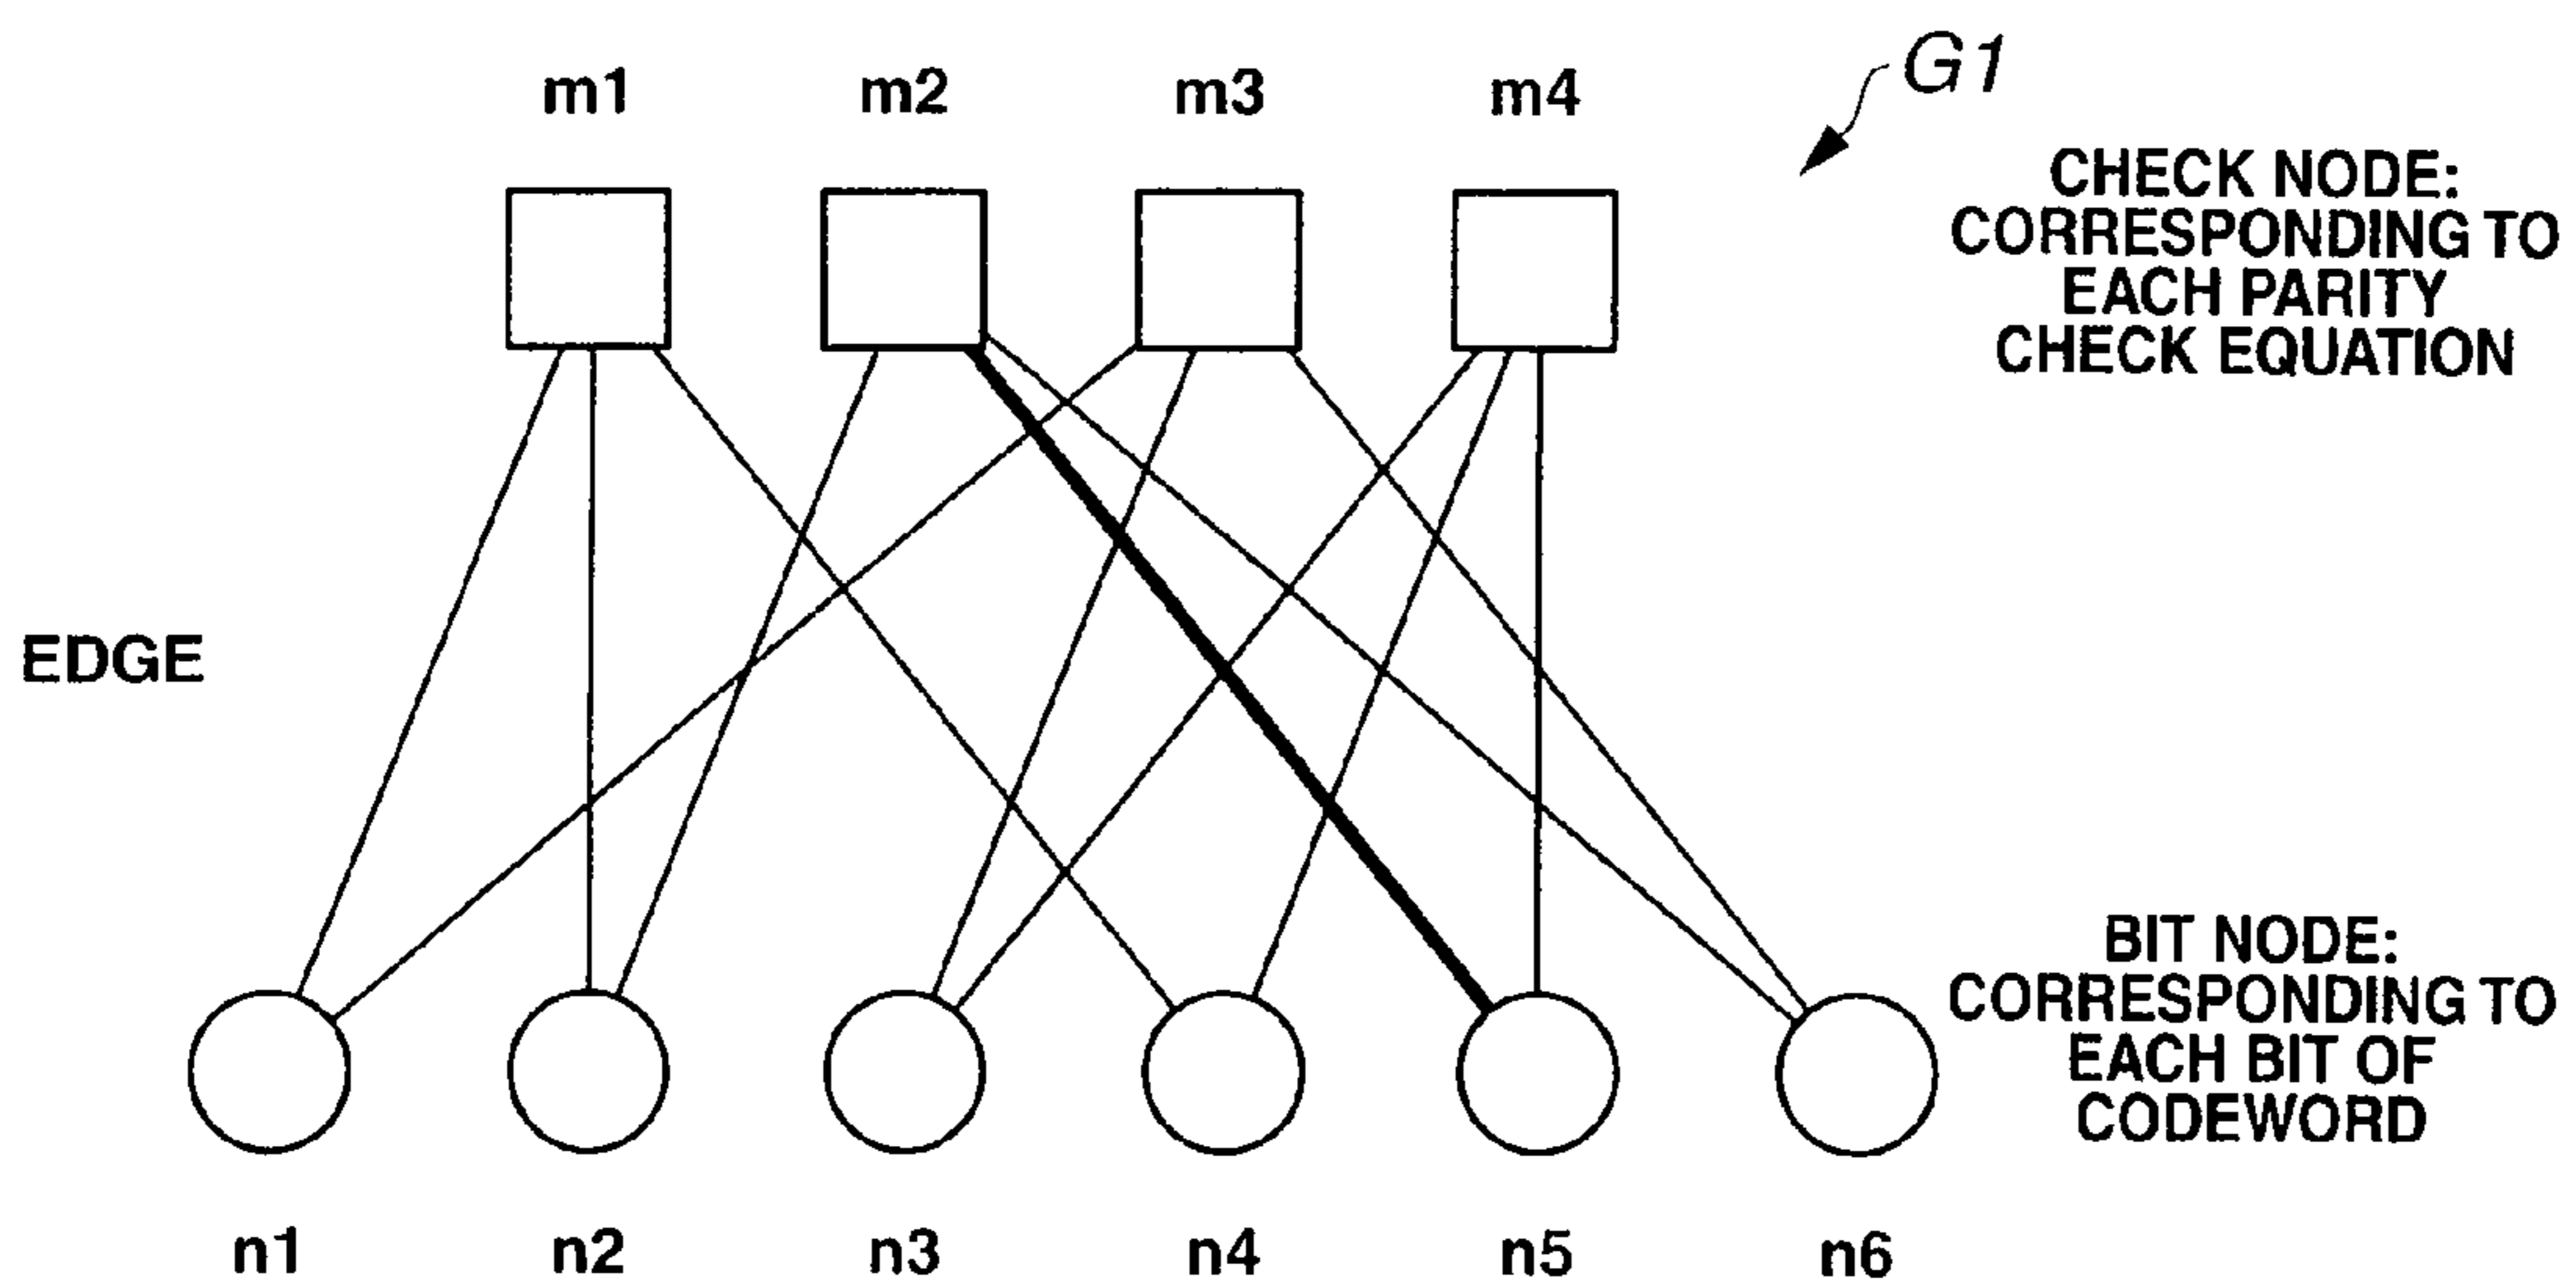 G1
m1 m2 m3 m4
CHECK NODE:
CORRESPONDING TO
EACH PARITY
CHECK EQUATION
EDGE
BIT NODE:
CORRESPONDING TO
EACH BIT OF
CODEWORD
n1 n2 n3 n4 n5 n6